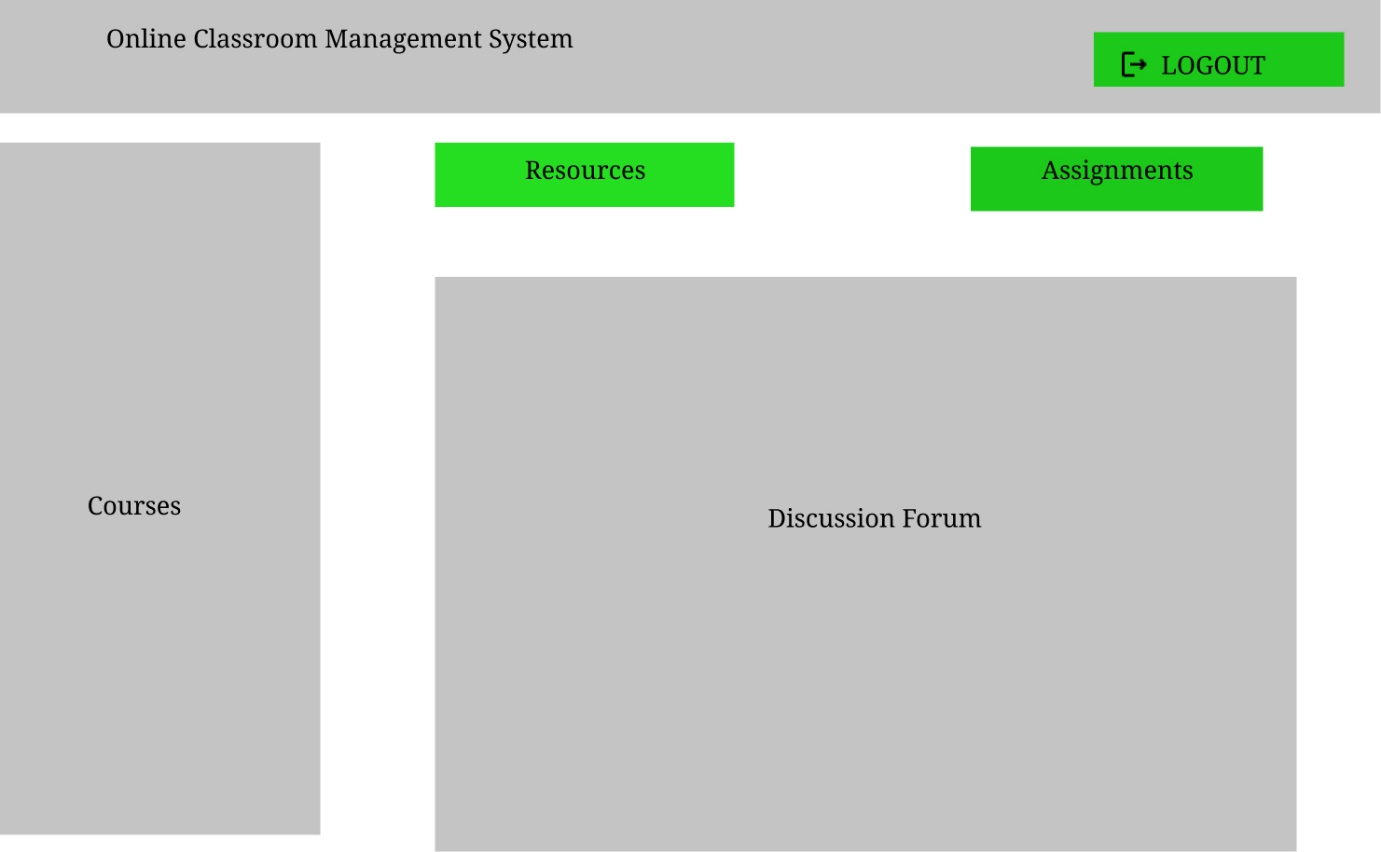 Online Classroom Management System
LOGOUT
Resources
Assignments
Courses
Discussion Forum